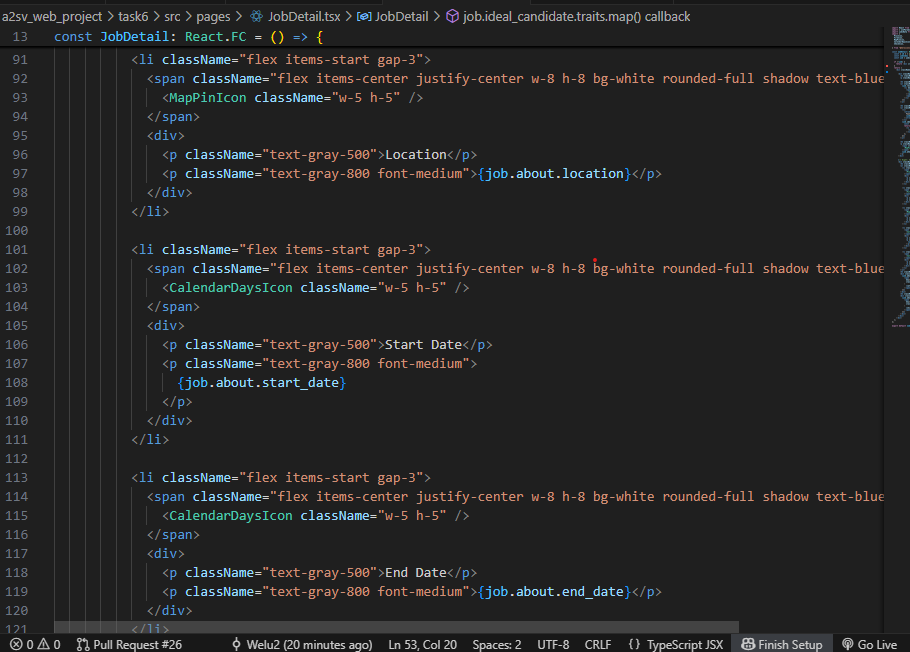 a2sv_web_project > task6 > src > pages > JobDetail.tsx > JobDetail > job.ideal_candidate.traits.map() callback
13 const JobDetail: React.FC = () => {
91 <li className="flex items-start gap-3">
92 <span className="flex items-center justify-center w-8 h-8 bg-white rounded-full shadow text-blue
93 <MapPinIcon className="w-5 h-5" />
94 </span>
95 <div>
96 <p className="text-gray-500">Location</p>
97 <p className="text-gray-800 font-medium">{job.about.location}</p>
98 </div>
99 </li>
100
101 <li className="flex items-start gap-3">
102 <span className="flex items-center justify-center w-8 h-8 bg-white rounded-full shadow text-blue
103 <CalendarDaysIcon className="w-5 h-5" />
104 </span>
105 <div>
106 <p className="text-gray-500">Start Date</p>
107 <p className="text-gray-800 font-medium">
108 {job.about.start_date}
109 </p>
110 </div>
111 </li>
112
113 <li className="flex items-start gap-3">
114 <span className="flex items-center justify-center w-8 h-8 bg-white rounded-full shadow text-blue
115 <CalendarDaysIcon className="w-5 h-5" />
116 </span>
117 <div>
118 <p className="text-gray-500">End Date</p>
119 <p className="text-gray-800 font-medium">{job.about.end_date}</p>
120 </div>
121 </li>
0 0 Pull Request #26 Welu2 (20 minutes ago) Ln 53, Col 20 Spaces: 2 UTF-8 CRLF {} TypeScript JSX Finish Setup Go Live